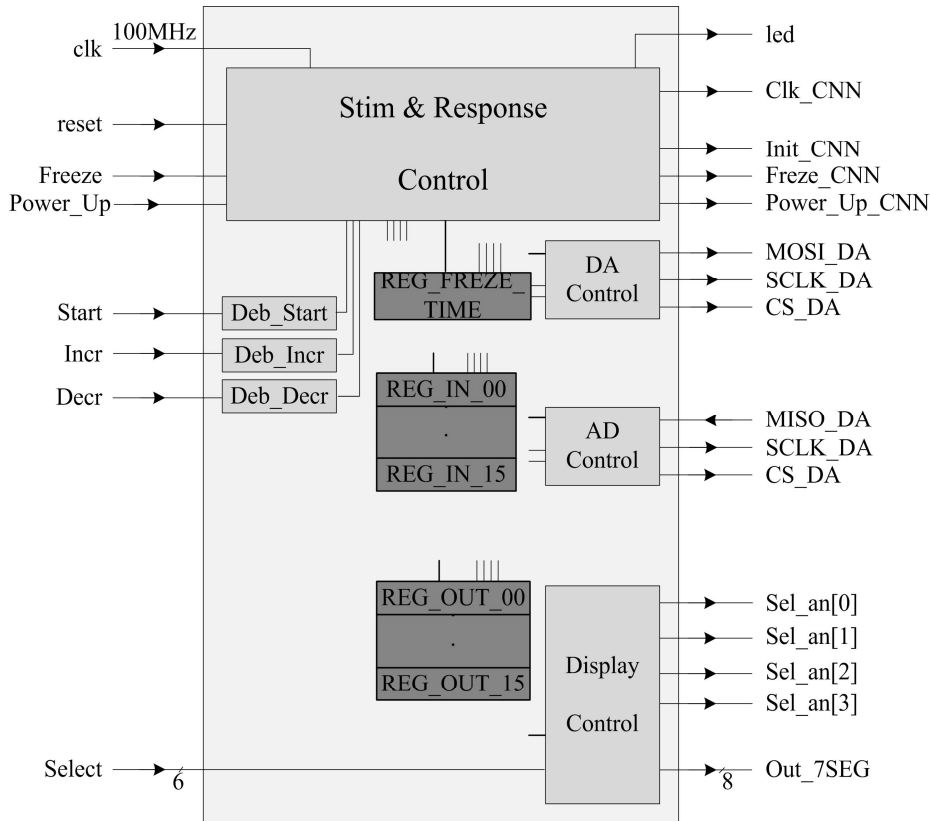 100MHz
clk
led
Clk_CNN
Stim & Response
Control
reset
Init_CNN
Freeze
Freze_CNN
Power_Up
Power_Up_CNN
MOSI_DA
DA
Control
SCLK_DA
REG_FREZE_
TIME
CS_DA
Start
Deb_Start
Incr
Deb_Incr
Decr
Deb_Decr
REG_IN_00
.
REG_IN_15
MISO_DA
AD
Control
SCLK_DA
CS_DA
REG_OUT_00
.
REG_OUT_15
Sel_an[0]
Sel_an[1]
Display
Control
Sel_an[2]
Sel_an[3]
Select
6
8
Out_7SEG